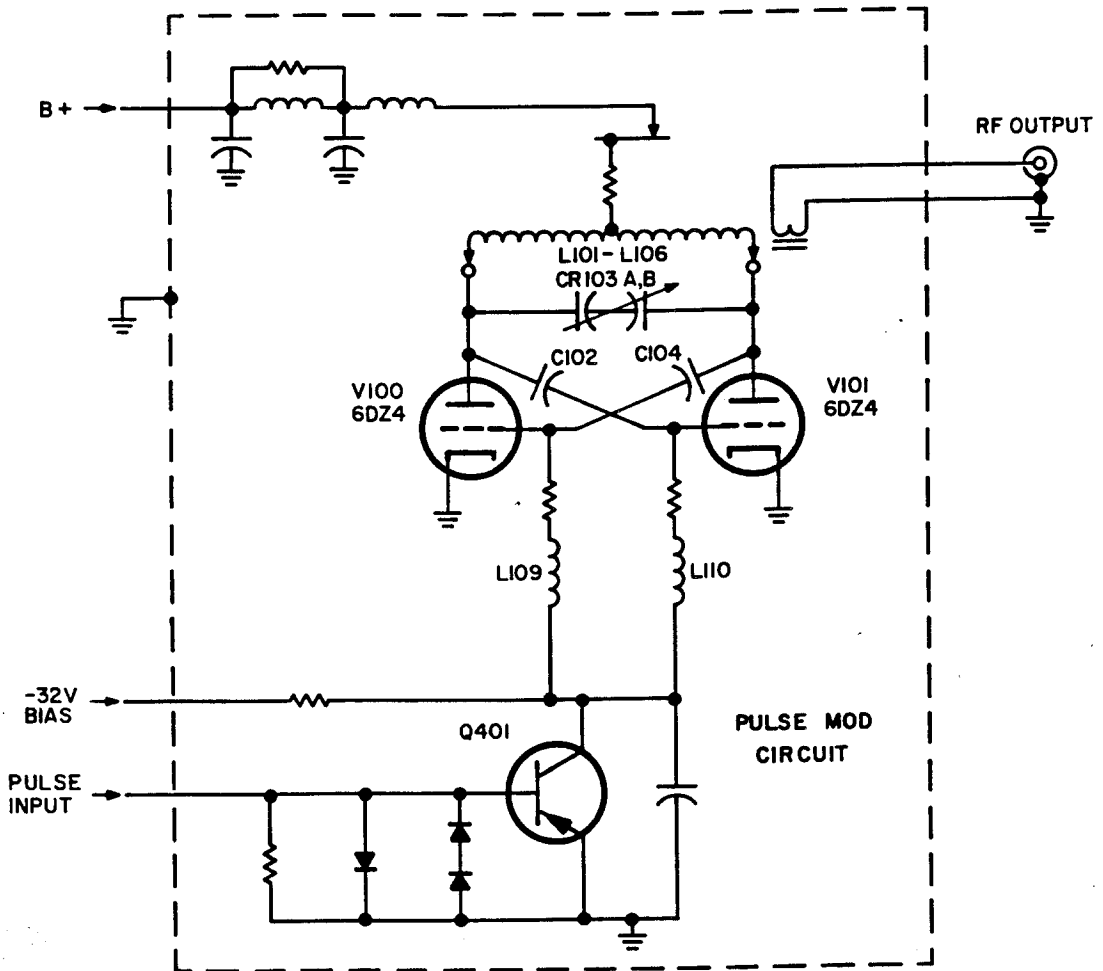 B+
RF OUTPUT
L101-L106
CR103 A,B
C102
C104
V100
6DZ4
V101
6DZ4
L109
L110
-32V
BIAS
Q401
PULSE MOD
CIRCUIT
PULSE
INPUT